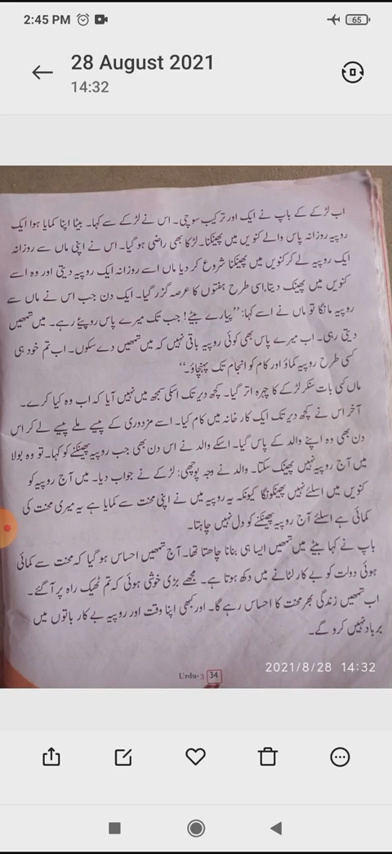 2:45 PM
65
28 August 2021
14:32
اب لڑکے کے باپ نے ایک اور ترکیب سوچی۔ اس نے لڑکے سے کہا۔ بیٹا اپنا کمایا ہوا ایک
روپیہ روزانہ پاس والے کنویں میں پھینکنا۔ لڑکا بھی راضی ہو گیا۔ اس نے اپنی ماں سے روزانہ
ایک روپیہ لے کر کنویں میں پھینکنا شروع کر دیا ماں اسے روزانہ ایک روپیہ دیتی اور وہ اسے
کنویں میں پھینک دیتا اسی طرح ہفتوں کا عرصہ گزر گیا۔ ایک دن جب اس نے ماں سے
روپیہ مانگا تو ماں نے اسے کہا: ”پیارے بیٹے! جب تک میرے پاس روپیئے رہے۔ میں تمھیں
دیتی رہی۔ اب میرے پاس بھی کوئی روپیہ باقی نہیں کہ میں تمھیں دے سکوں۔ اب تم خود ہی
کسی طرح روپیہ کماؤ اور کام کو انجام تک پہنچاؤ۔“
ماں کی بات سنکر لڑکے کا چہرہ اتر گیا۔ کچھ دیر تک اسکی سمجھ میں نہیں آیا کہ اب وہ کیا کرے۔
آخر اس نے کچھ دیر تک ایک کارخانہ میں کام کیا۔ اسے مزدوری کے پیسے ملے پیسے لے کر اس
دن بھی وہ اپنے والد کے پاس گیا۔ اسکے والد نے اس دن بھی جب روپیہ پھینکنے کو کہا۔ تو وہ بولا
میں آج روپیہ نہیں پھینک سکتا۔ والد نے وجہ پوچھی: لڑکے نے جواب دیا۔ میں آج روپیہ کو
کنویں میں اسلئے نہیں پھینکونگا کیونکہ یہ روپیہ میں نے اپنی محنت سے کمایا ہے یہ میری محنت کی
کمائی ہے اسلئے آج روپیہ پھینکنے کو دل نہیں چاہتا۔
باپ نے کہا بیٹے میں تمھیں ایسا ہی بنانا چاہتا تھا۔ آج تمھیں احساس ہو گیا کہ محنت سے کمائی
ہوئی دولت کو بے کار لٹانے میں دکھ ہوتا ہے۔ مجھے بڑی خوشی ہوئی کہ تم ٹھیک راہ پر آ گئے۔
اب تمھیں زندگی بھر محنت کا احساس رہے گا۔ اور کبھی اپنا وقت اور روپیہ بے کار باتوں میں
برباد نہیں کرو گے۔
2021/8/28 14:32
Urdu-3 34